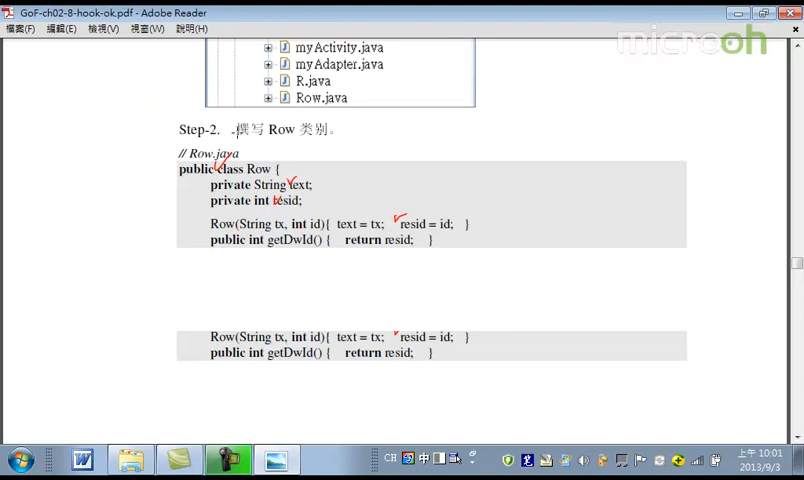 GoF-ch02-8-hook-ok.pdf - Adobe Reader
檔案(F) 編輯(E) 檢視(V) 視窗(W) 說明(H)
microoh
myActivity.java
myAdapter.java
R.java
Row.java
Step-2. 撰写 Row 类别。
// Row.java
public class Row {
private String text;
private int resid;
Row(String tx, int id){ text = tx; resid = id; }
public int getDwId() { return resid; }
Row(String tx, int id){ text = tx; resid = id; }
public int getDwId() { return resid; }
CH 中
上午 10:01
2013/9/3